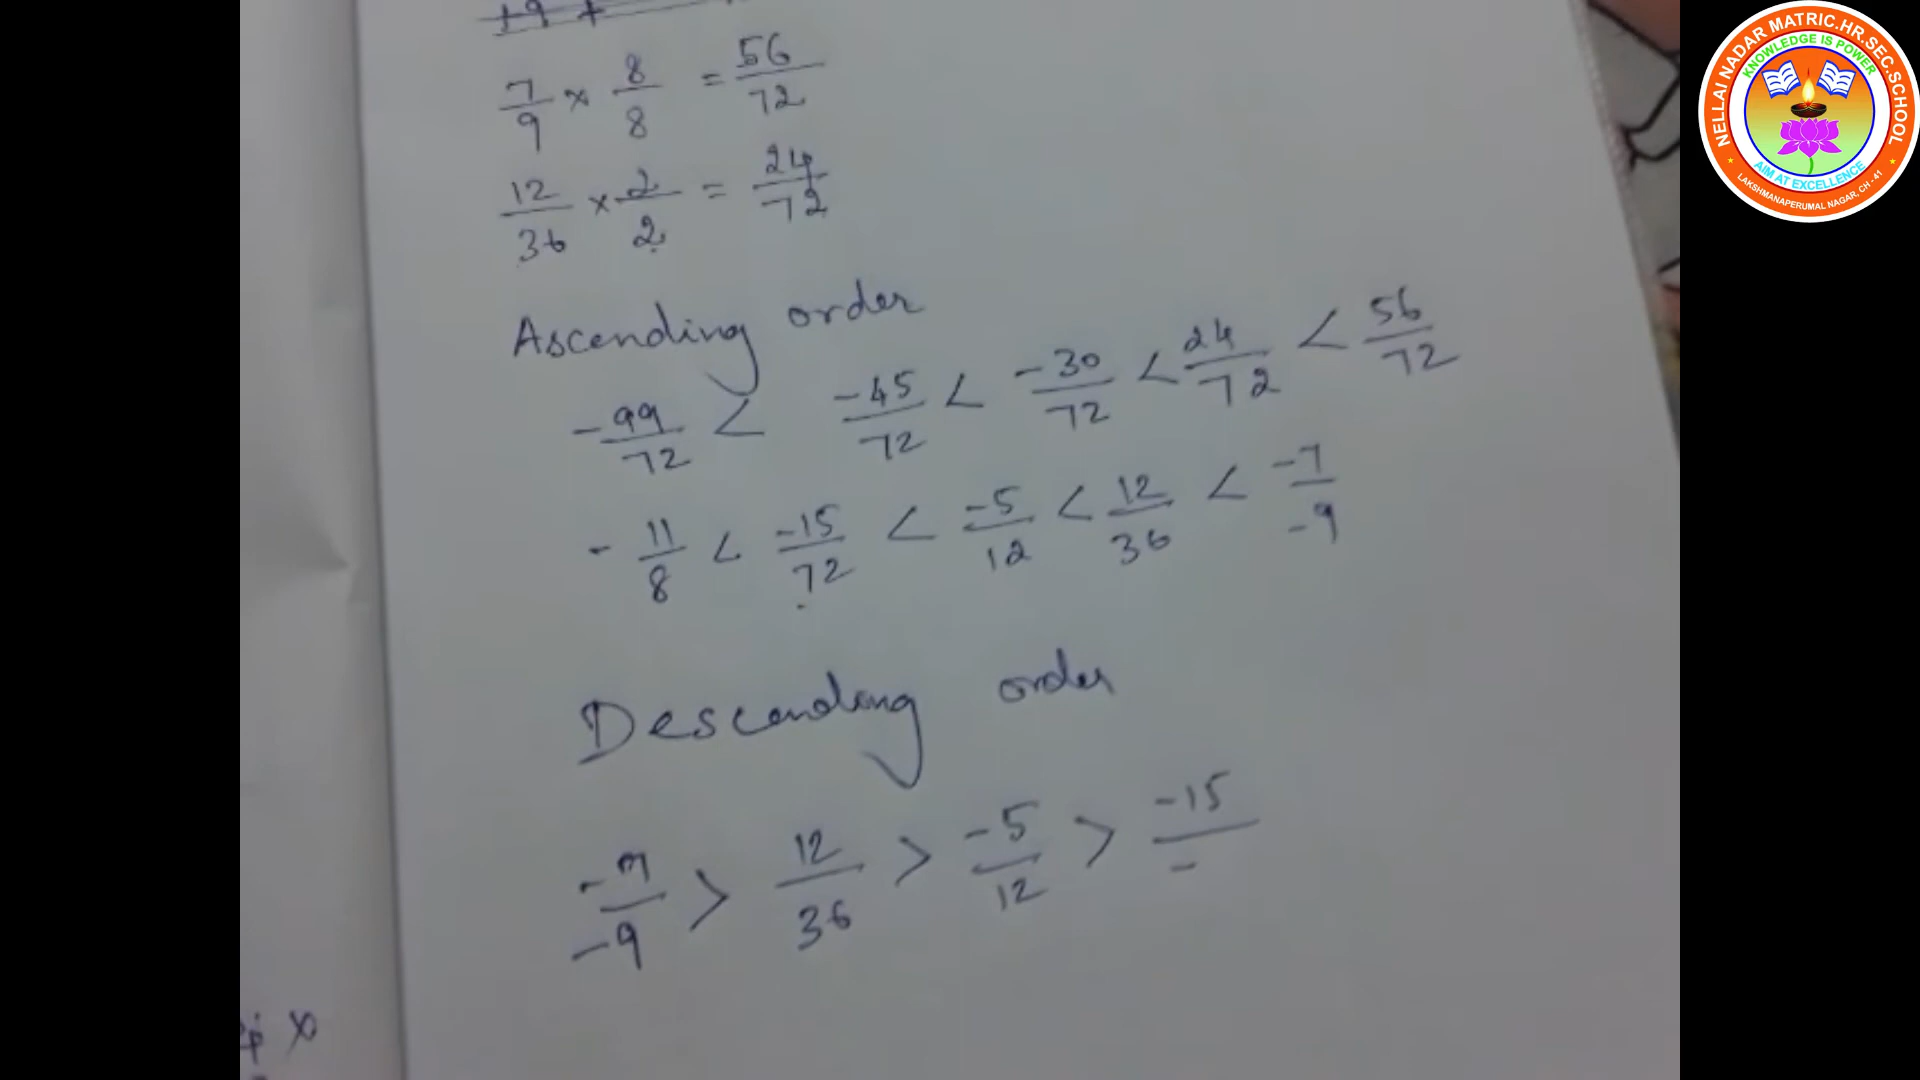 7/9 × 8/8 = 56/72
12/36 × 2/2 = 24/72
Ascending order
-99/72 < -45/72 < -30/72 < 24/72 < 56/72
-11/8 < -15/72 < -5/12 < 12/36 < -7/-9
Descending order
-7/-9 > 12/36 > -5/12 > -15/-
NELLAI NADAR MATRIC.HR.SEC.SCHOOL
KNOWLEDGE IS POWER
AIM AT EXCELLENCE
LAKSHMANAPERUMAL NAGAR, CH - 41